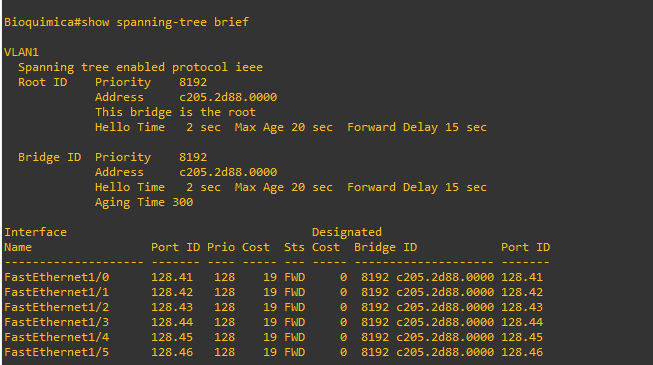 Bioquimica#show spanning-tree brief
VLAN1
  Spanning tree enabled protocol ieee
  Root ID    Priority    8192
             Address     c205.2d88.0000
             This bridge is the root
             Hello Time   2 sec  Max Age 20 sec  Forward Delay 15 sec
  Bridge ID  Priority    8192
             Address     c205.2d88.0000
             Hello Time   2 sec  Max Age 20 sec  Forward Delay 15 sec
             Aging Time 300
Interface                                   Designated
Name                 Port ID Prio Cost  Sts Cost  Bridge ID            Port ID
-------------------- ------- ---- ----- --- ----- -------------------- -------
FastEthernet1/0      128.41   128    19 FWD     0  8192 c205.2d88.0000 128.41
FastEthernet1/1      128.42   128    19 FWD     0  8192 c205.2d88.0000 128.42
FastEthernet1/2      128.43   128    19 FWD     0  8192 c205.2d88.0000 128.43
FastEthernet1/3      128.44   128    19 FWD     0  8192 c205.2d88.0000 128.44
FastEthernet1/4      128.45   128    19 FWD     0  8192 c205.2d88.0000 128.45
FastEthernet1/5      128.46   128    19 FWD     0  8192 c205.2d88.0000 128.46